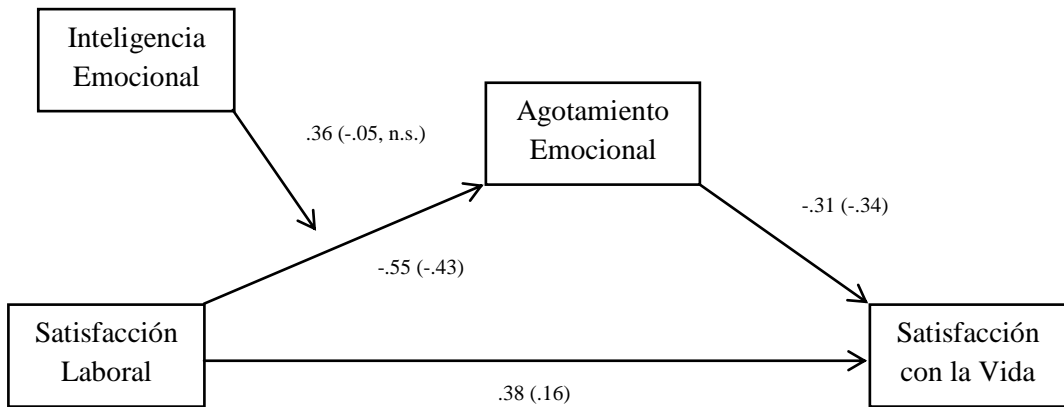 Inteligencia
Emocional
Agotamiento
Emocional
.36 (-.05, n.s.)
-.31 (-.34)
-.55 (-.43)
Satisfacción
Laboral
Satisfacción
con la Vida
.38 (.16)